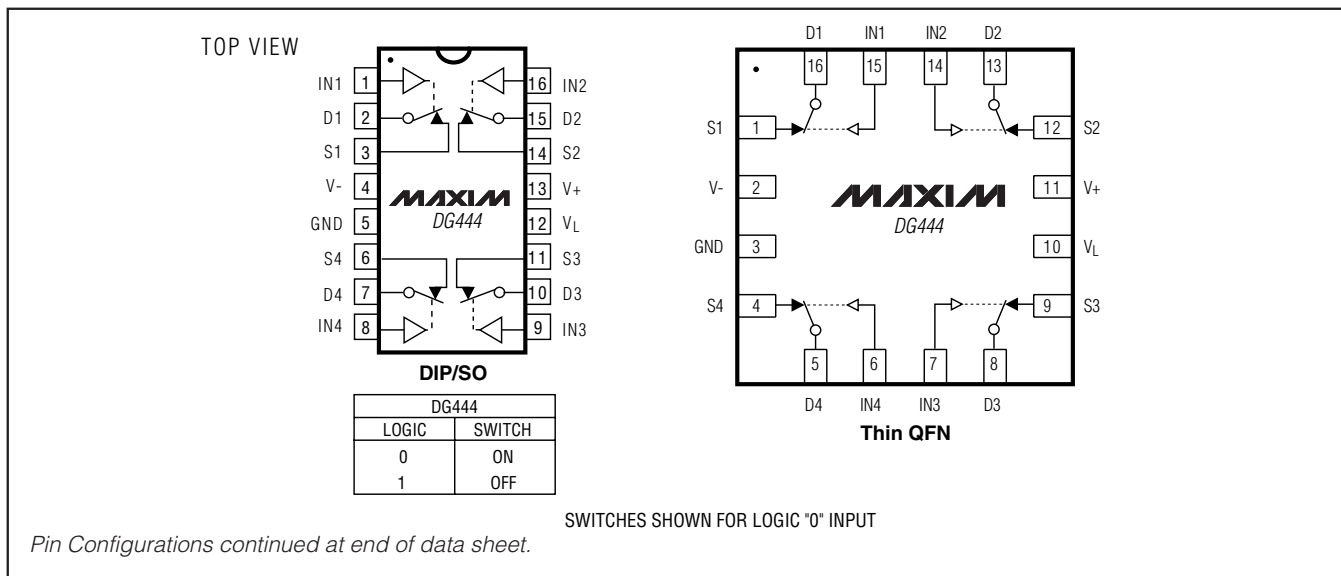 TOP VIEW
IN1 1 16 IN2
D1 2 15 D2
S1 3 14 S2
V- 4 13 V+
MAXIM
DG444
GND 5 12 VL
S4 6 11 S3
D4 7 10 D3
IN4 8 9 IN3
DIP/SO
DG444
LOGIC SWITCH
0 ON
1 OFF
D1 IN1 IN2 D2
16 15 14 13
S1 1 12 S2
V- 2 11 V+
MAXIM
DG444
GND 3 10 VL
S4 4 9 S3
5 6 7 8
D4 IN4 IN3 D3
Thin QFN
SWITCHES SHOWN FOR LOGIC "0" INPUT
Pin Configurations continued at end of data sheet.